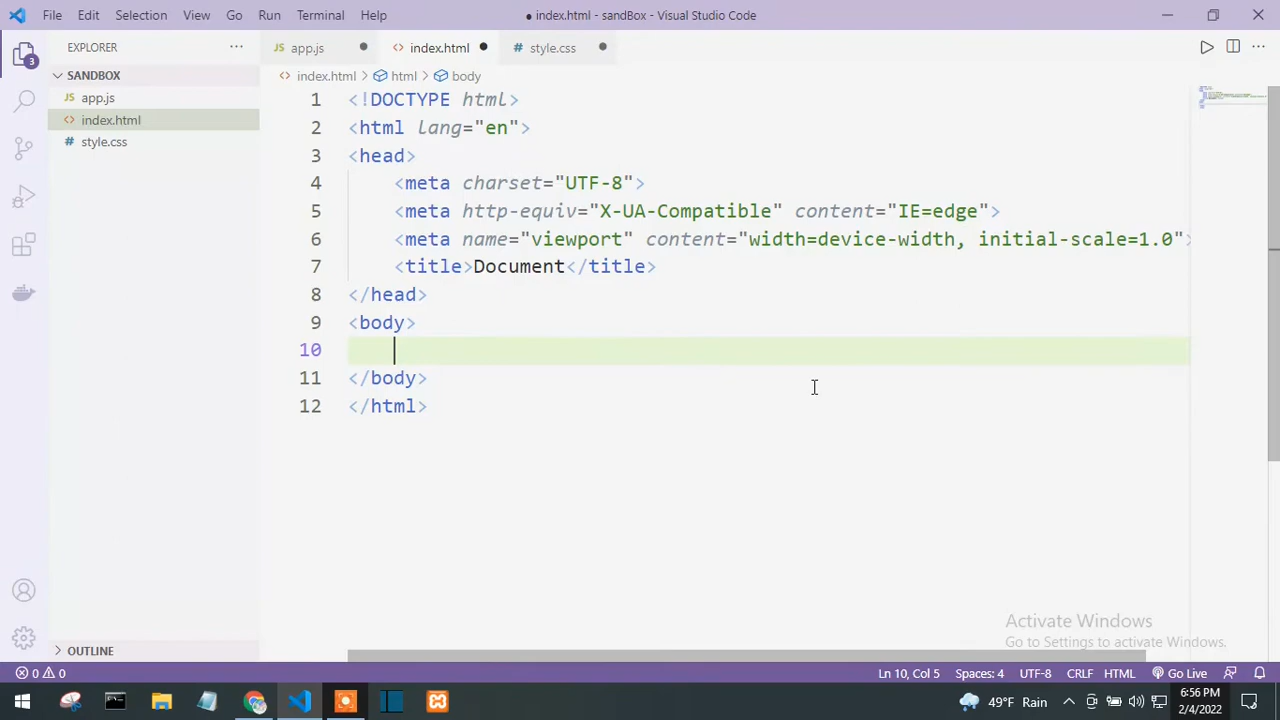 File Edit Selection View Go Run Terminal Help
● index.html - sandBox - Visual Studio Code
EXPLORER
JS app.js
<> index.html
# style.css
SANDBOX
JS app.js
<> index.html
# style.css
<> index.html > html > body
1 <!DOCTYPE html>
2 <html lang="en">
3 <head>
4 <meta charset="UTF-8">
5 <meta http-equiv="X-UA-Compatible" content="IE=edge">
6 <meta name="viewport" content="width=device-width, initial-scale=1.0">
7 <title>Document</title>
8 </head>
9 <body>
10
11 </body>
12 </html>
3
Activate Windows
Go to Settings to activate Windows.
OUTLINE
0 0
Ln 10, Col 5 Spaces: 4 UTF-8 CRLF HTML Go Live
49°F Rain
6:56 PM
2/4/2022